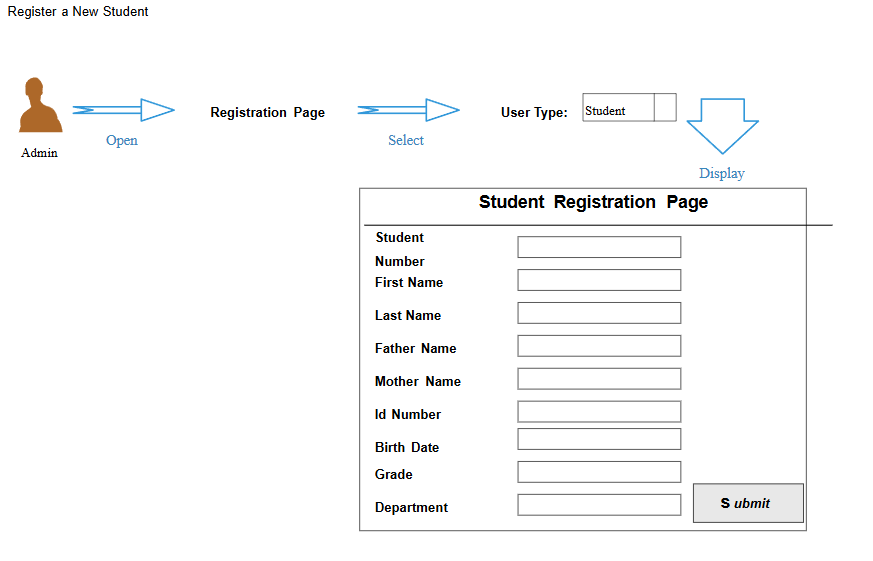 Register a New Student
Registration Page
User Type:
Student
Admin
Open
Select
Display
Student Registration Page
Student
Number
First Name
Last Name
Father Name
Mother Name
Id Number
Birth Date
Grade
Department
S ubmit